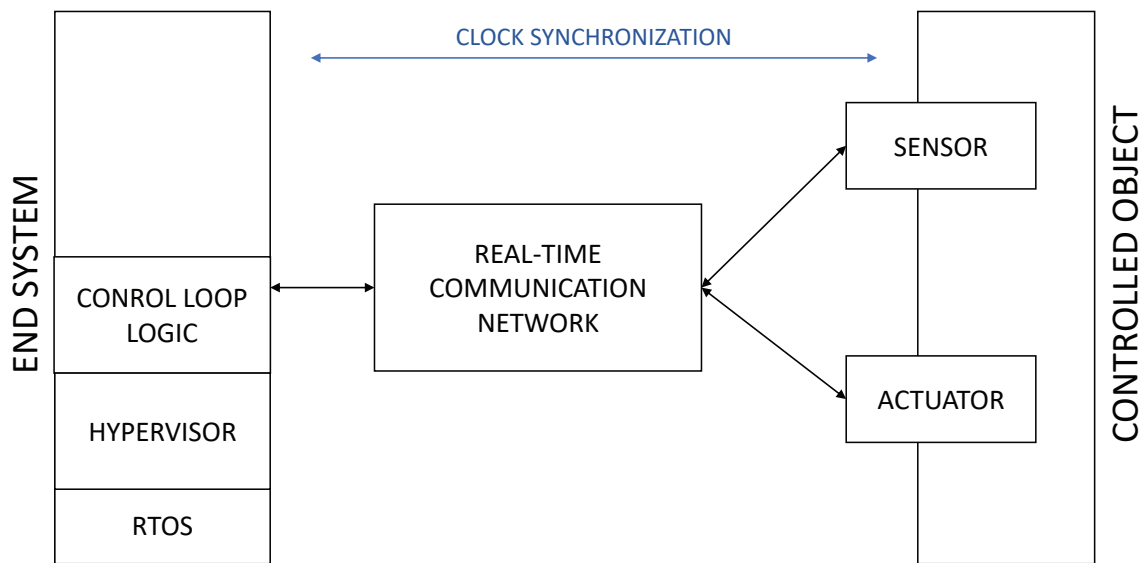 CLOCK SYNCHRONIZATION
END SYSTEM
CONROL LOOP
LOGIC
HYPERVISOR
RTOS
REAL-TIME
COMMUNICATION
NETWORK
SENSOR
ACTUATOR
CONTROLLED OBJECT